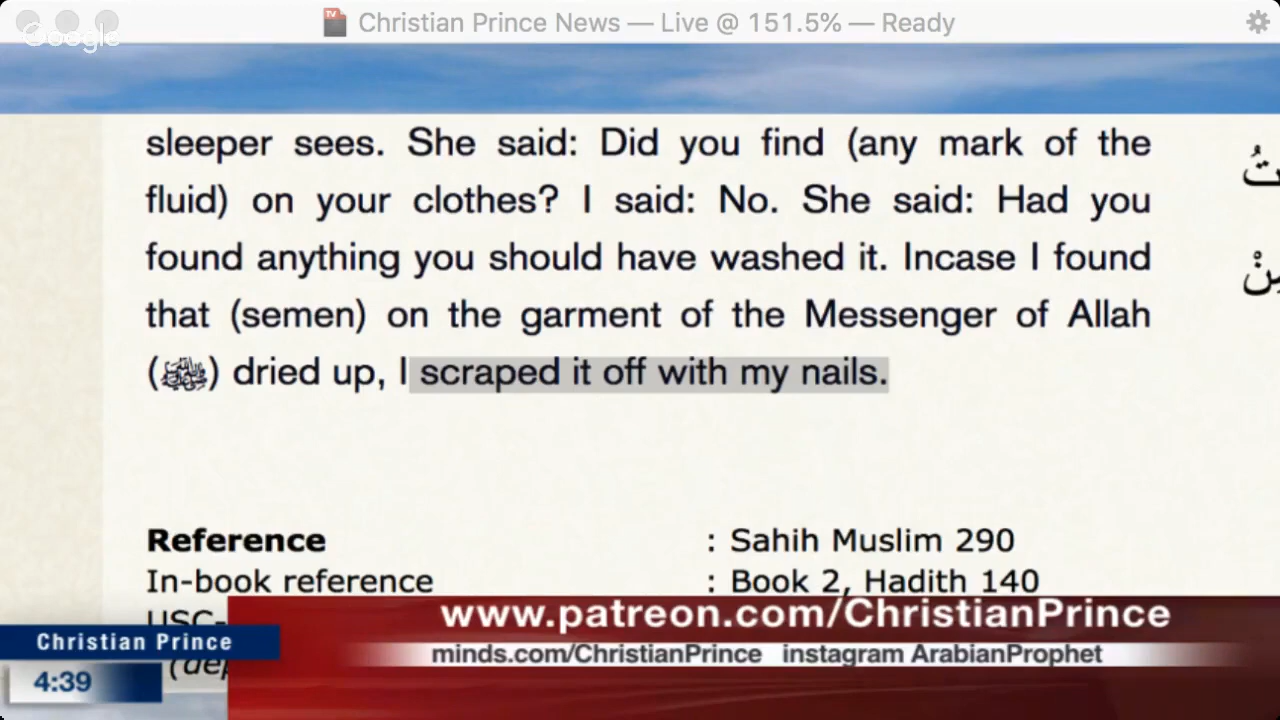 Christian Prince News — Live @ 151.5% — Ready
Google
sleeper sees. She said: Did you find (any mark of the
fluid) on your clothes? I said: No. She said: Had you
found anything you should have washed it. Incase I found
that (semen) on the garment of the Messenger of Allah
(ﷺ) dried up, I scraped it off with my nails.
Reference : Sahih Muslim 290
In-book reference : Book 2, Hadith 140
USC-
www.patreon.com/ChristianPrince
Christian Prince
minds.com/ChristianPrince instagram ArabianProphet
4:39